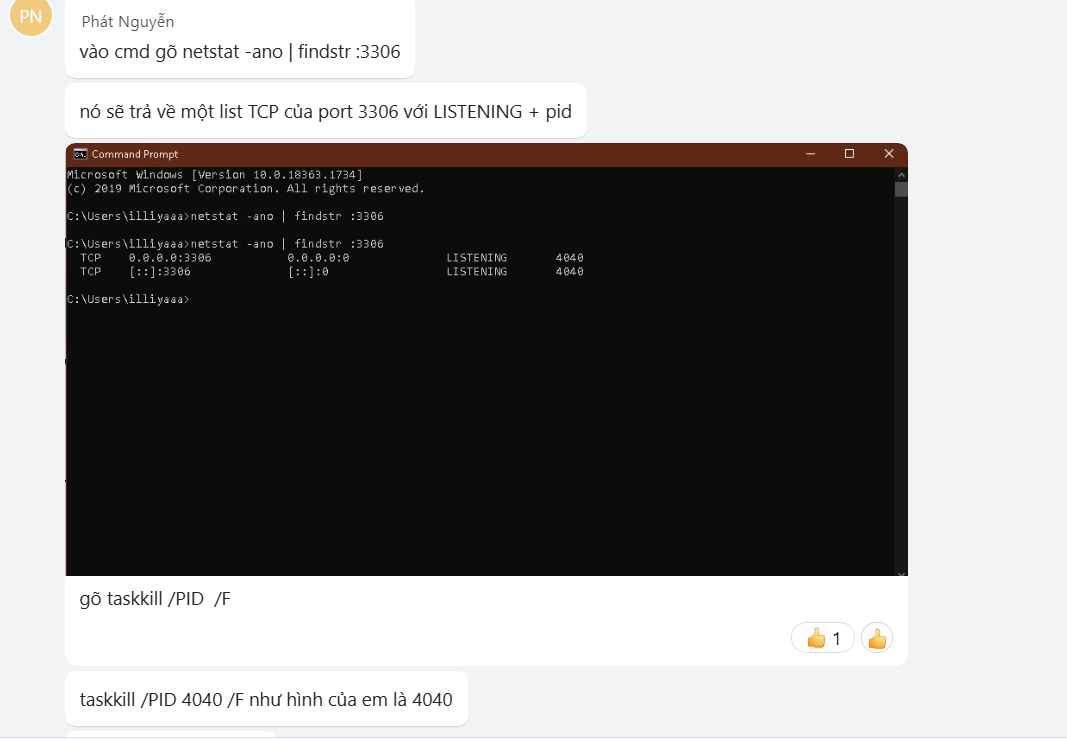 PN
Phát Nguyễn
vào cmd gõ netstat -ano | findstr :3306
nó sẽ trả về một list TCP của port 3306 với LISTENING + pid
Command Prompt
Microsoft Windows [Version 10.0.18363.1734]
(c) 2019 Microsoft Corporation. All rights reserved.
C:\Users\illiyaaa>netstat -ano | findstr :3306
C:\Users\illiyaaa>netstat -ano | findstr :3306
TCP 0.0.0.0:3306 0.0.0.0:0 LISTENING 4040
TCP [::]:3306 [::]:0 LISTENING 4040
C:\Users\illiyaaa>
gõ taskkill /PID  /F
👍 1 👍
taskkill /PID 4040 /F như hình của em là 4040